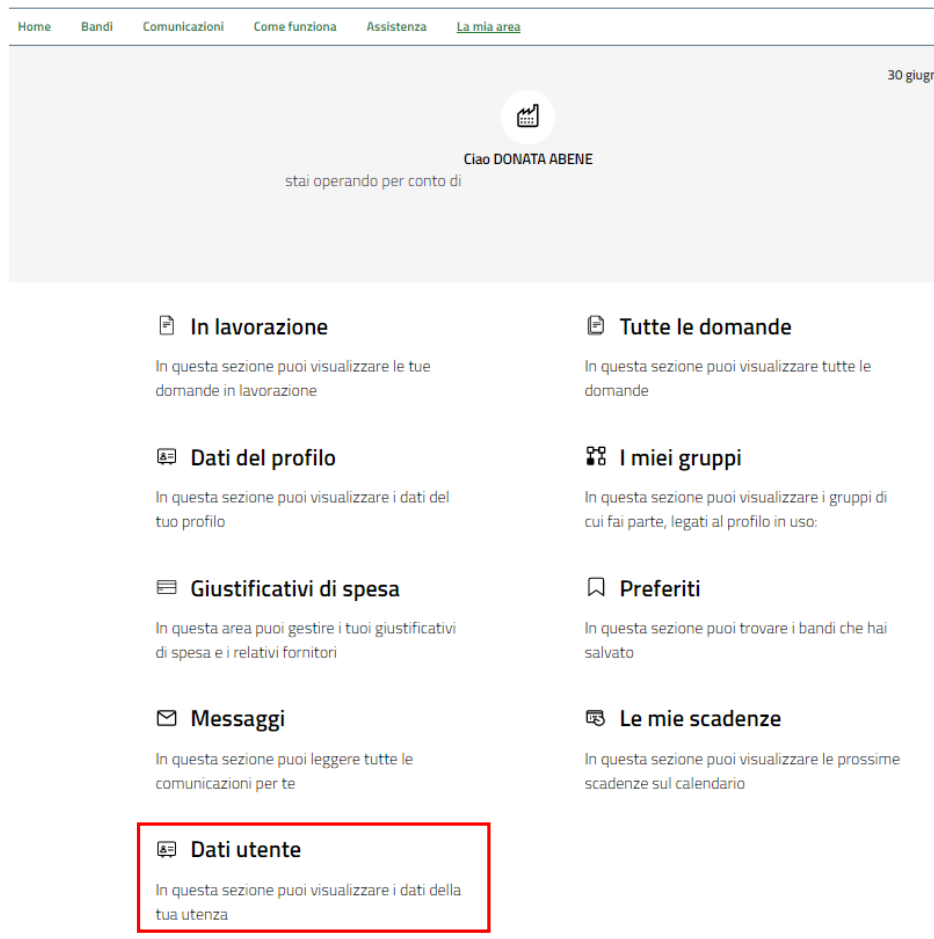 Home Bandi Comunicazioni Come funziona Assistenza La mia area
30 giugr
Ciao DONATA ABENE
stai operando per conto di
In lavorazione
In questa sezione puoi visualizzare le tue
domande in lavorazione
Tutte le domande
In questa sezione puoi visualizzare tutte le
domande
Dati del profilo
In questa sezione puoi visualizzare i dati del
tuo profilo
I miei gruppi
In questa sezione puoi visualizzare i gruppi di
cui fai parte, legati al profilo in uso:
Giustificativi di spesa
In questa area puoi gestire i tuoi giustificativi
di spesa e i relativi fornitori
Preferiti
In questa sezione puoi trovare i bandi che hai
salvato
Messaggi
In questa sezione puoi leggere tutte le
comunicazioni per te
Le mie scadenze
In questa sezione puoi visualizzare le prossime
scadenze sul calendario
Dati utente
In questa sezione puoi visualizzare i dati della
tua utenza